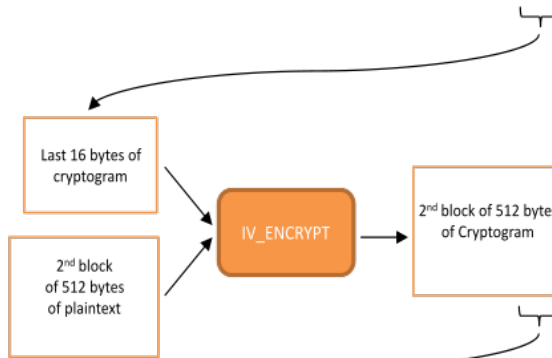 Last 16 bytes of
cryptogram
IV_ENCRYPT
2nd block of 512 byte
of Cryptogram
2nd block
of 512 bytes
of plaintext